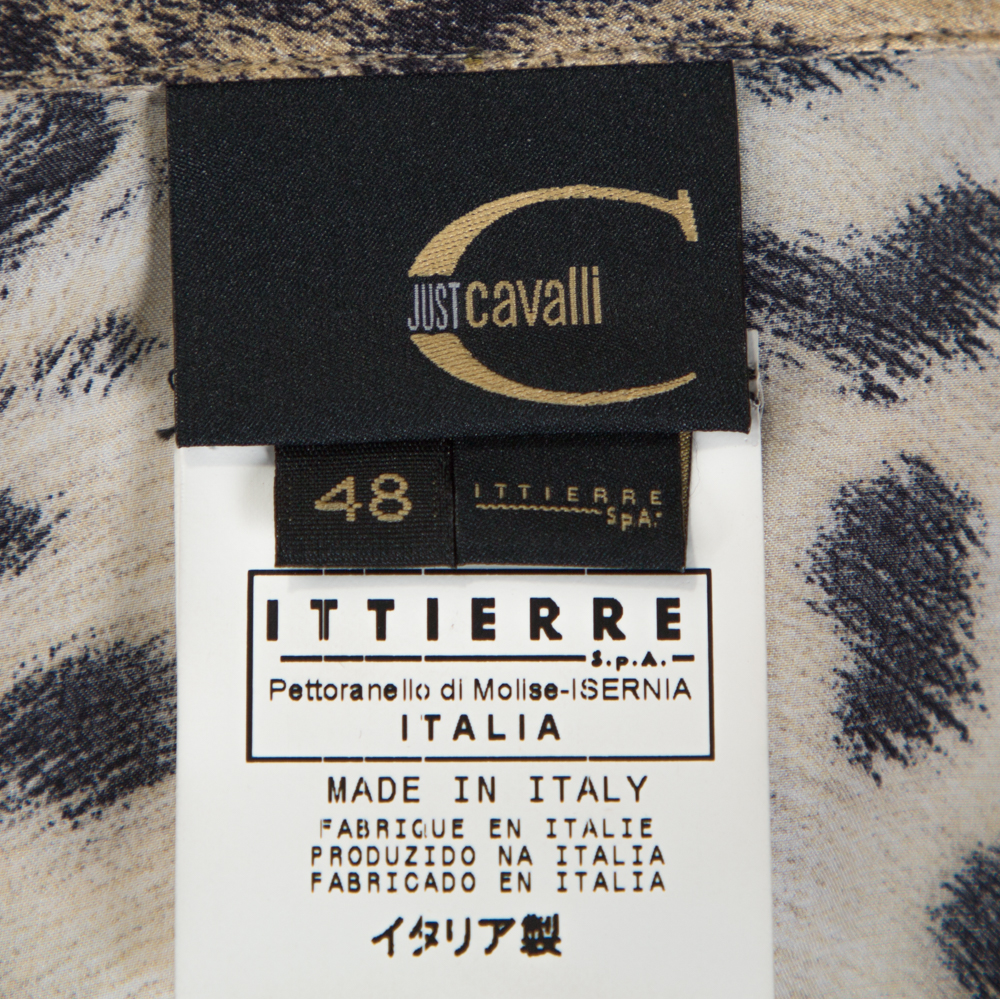 JUST cavalli
48
ITTIERRE
SpA.
ITTIERRE
S.p.A.
Pettoranello di Molise-ISERNIA
ITALIA
MADE IN ITALY
FABRIQUE EN ITALIE
PRODUZIDO NA ITALIA
FABRICADO EN ITALIA
イタリア製